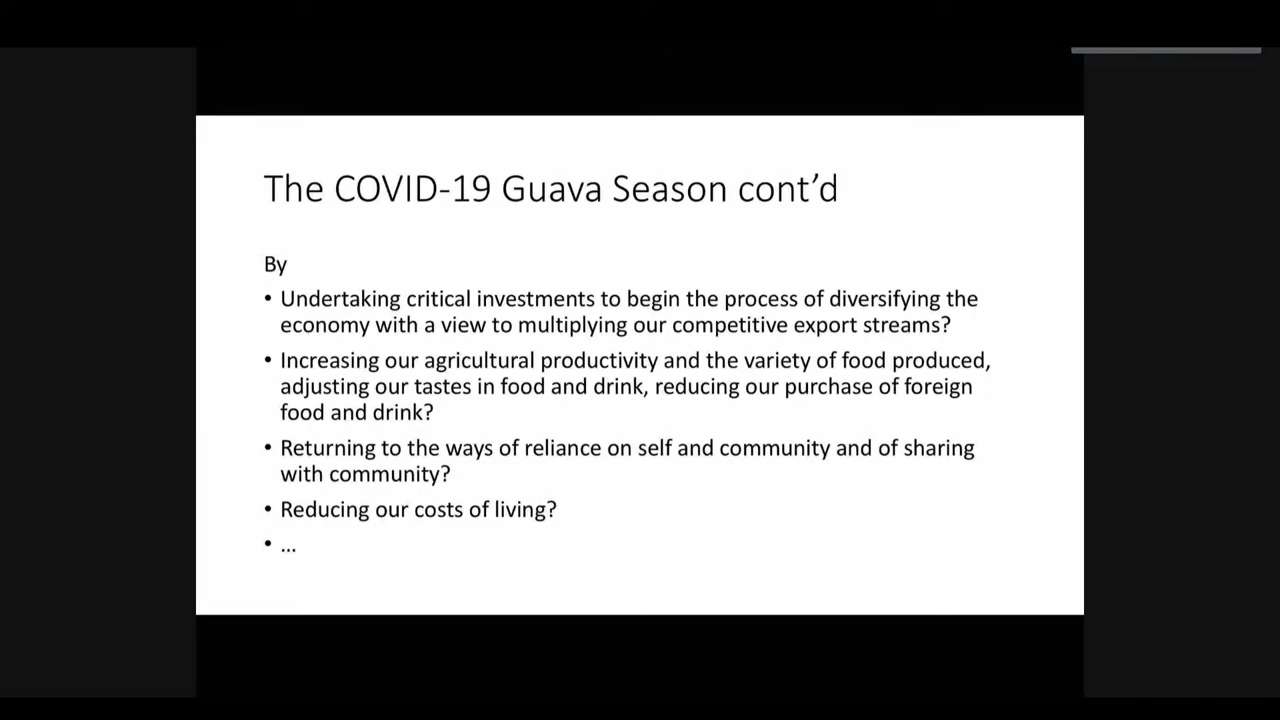 The COVID-19 Guava Season cont’d
By
• Undertaking critical investments to begin the process of diversifying the
economy with a view to multiplying our competitive export streams?
• Increasing our agricultural productivity and the variety of food produced,
adjusting our tastes in food and drink, reducing our purchase of foreign
food and drink?
• Returning to the ways of reliance on self and community and of sharing
with community?
• Reducing our costs of living?
• ...